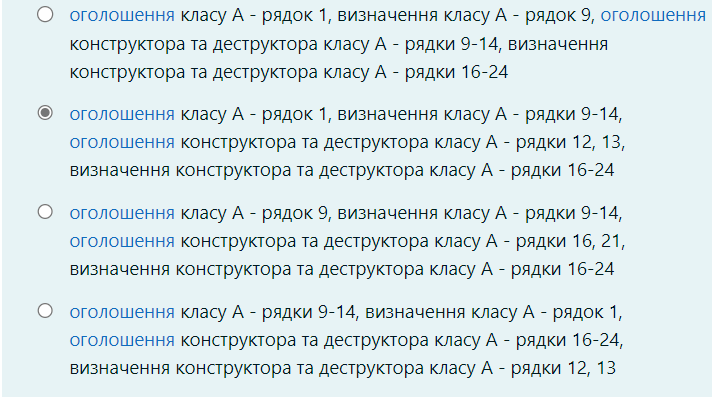 оголошення класу А - рядок 1, визначення класу А - рядок 9, оголошення
конструктора та деструктора класу А - рядки 9-14, визначення
конструктора та деструктора класу А - рядки 16-24
оголошення класу А - рядок 1, визначення класу А - рядки 9-14,
оголошення конструктора та деструктора класу А - рядки 12, 13,
визначення конструктора та деструктора класу А - рядки 16-24
оголошення класу А - рядок 9, визначення класу А - рядки 9-14,
оголошення конструктора та деструктора класу А - рядки 16, 21,
визначення конструктора та деструктора класу А - рядки 16-24
оголошення класу А - рядки 9-14, визначення класу А - рядок 1,
оголошення конструктора та деструктора класу А - рядки 16-24,
визначення конструктора та деструктора класу А - рядки 12, 13